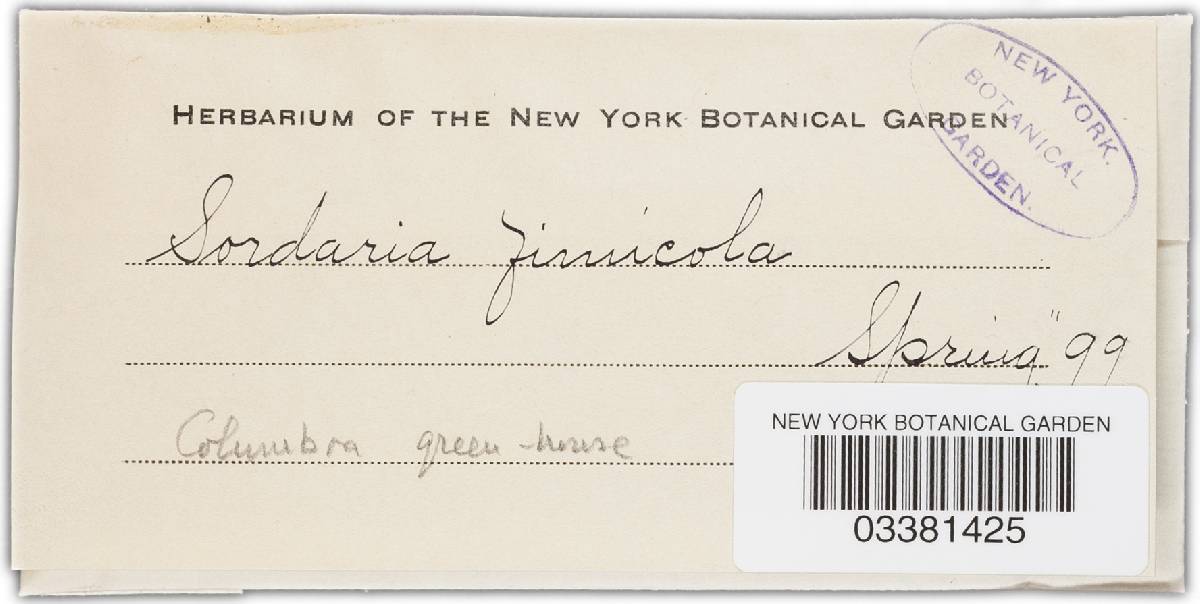 HERBARIUM OF THE NEW YORK BOTANICAL GARDEN
NEW YORK.
BOTANICAL
GARDEN.
Sordaria fimicola
Spring "99
Columbia green-house
NEW YORK BOTANICAL GARDEN
03381425